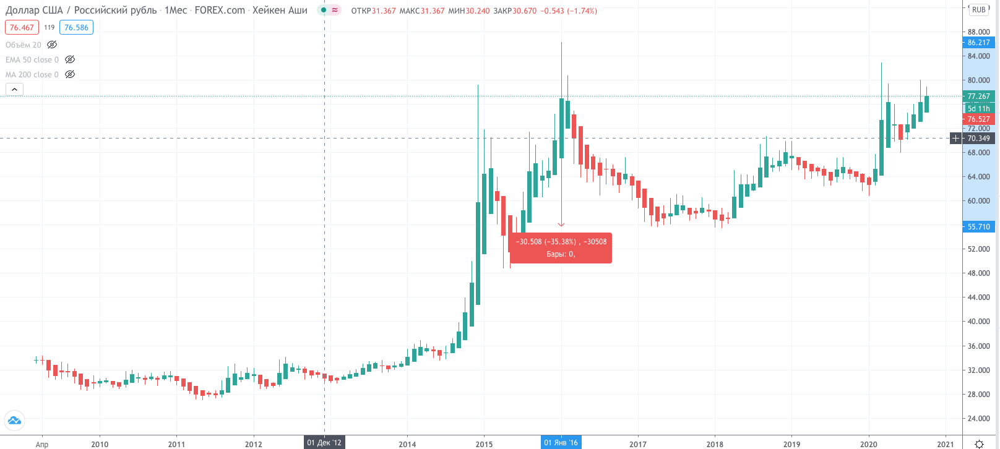 Доллар США / Российский рубль · 1Мес · FOREX.com · Хейкен Аши ≈ ОТКР31.367 МАКС31.367 МИН30.240 ЗАКР30.670 −0.543 (−1.74%)
RUB
76.467 119 76.586
Объём 20
EMA 50 close 0
MA 200 close 0
88.000
86.217
84.000
80.000
77.267
5d 11h
76.527
72.000
70.349
68.000
64.000
60.000
55.710
52.000
44.000
40.000
36.000
32.000
28.000
24.000
−30.508 (−35.38%) , −30508
Бары: 0,
Апр 2010 2011 2012 01 Дек '12 2014 2015 01 Янв '16 2017 2018 2019 2020 2021